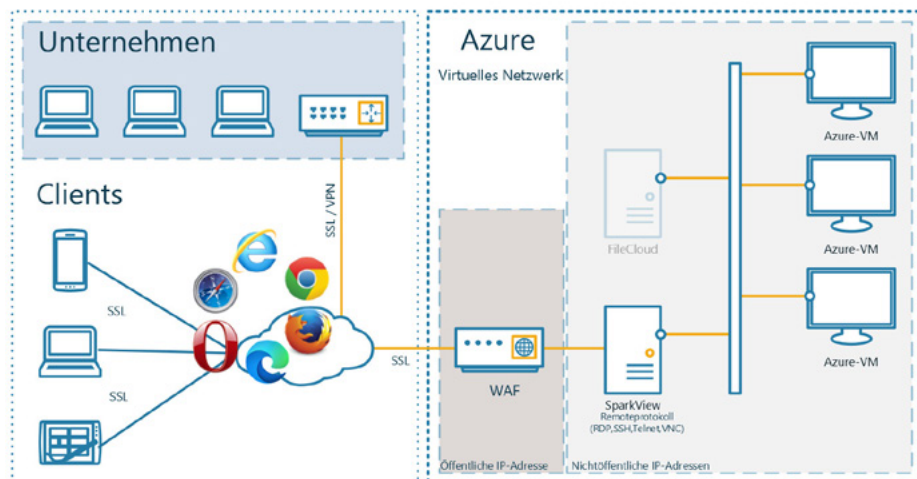 Unternehmen
SSL / VPN
Clients
SSL
SSL
SSL
Azure
Virtuelles Netzwerk
WAF
Öffentliche IP-Adresse
FileCloud
SparkView
Remoteprotokoll
(RDP,SSH,Telnet,VNC)
Nichtöffentliche IP-Adressen
Azure-VM
Azure-VM
Azure-VM